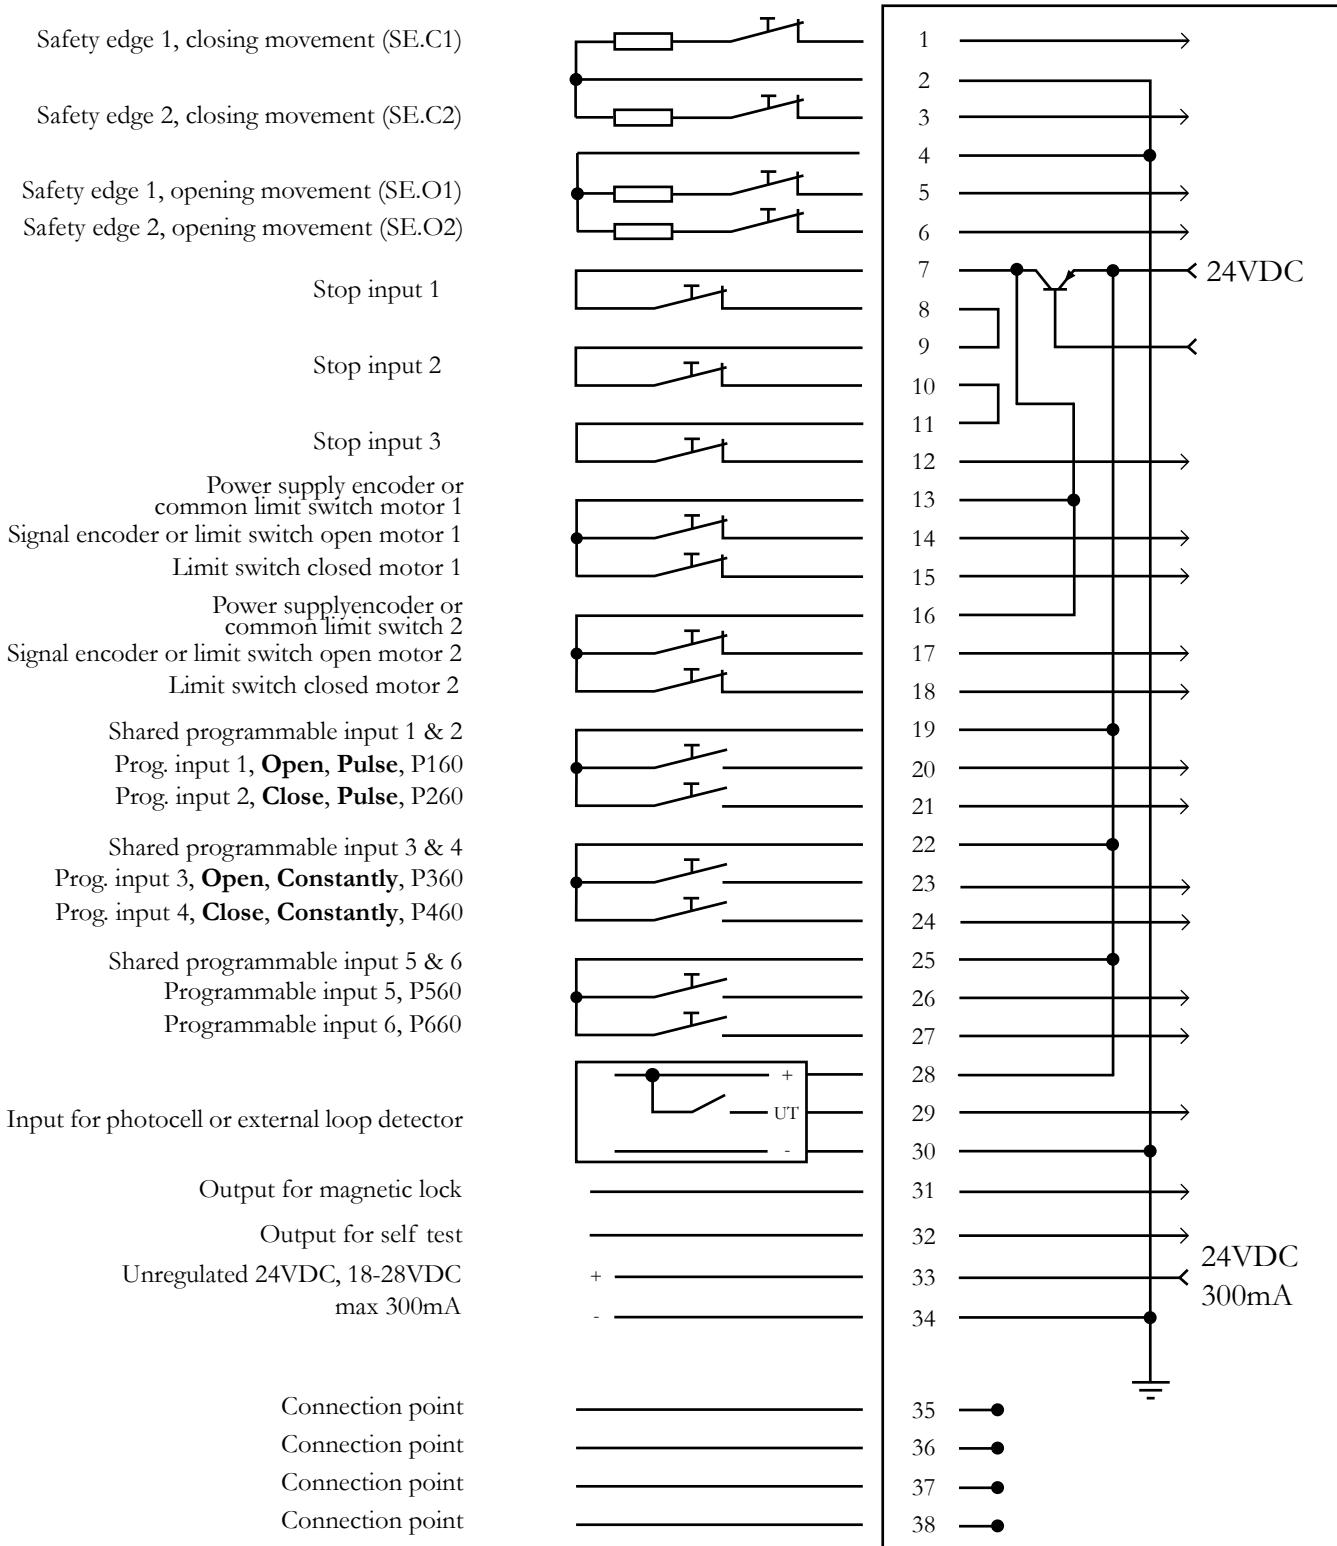 Safety edge 1, closing movement (SE.C1) 1
2
Safety edge 2, closing movement (SE.C2) 3
4
Safety edge 1, opening movement (SE.O1) 5
Safety edge 2, opening movement (SE.O2) 6
7 24VDC
Stop input 1
8
9
Stop input 2
10
11
Stop input 3
12
Power supply encoder or
common limit switch motor 1 13
Signal encoder or limit switch open motor 1 14
Limit switch closed motor 1 15
Power supplyencoder or
common limit switch 2 16
Signal encoder or limit switch open motor 2 17
Limit switch closed motor 2 18
Shared programmable input 1 & 2 19
Prog. input 1, Open, Pulse, P160 20
Prog. input 2, Close, Pulse, P260 21
Shared programmable input 3 & 4 22
Prog. input 3, Open, Constantly, P360 23
Prog. input 4, Close, Constantly, P460 24
Shared programmable input 5 & 6 25
Programmable input 5, P560 26
Programmable input 6, P660 27
+ 28
Input for photocell or external loop detector UT 29
- 30
Output for magnetic lock 31
Output for self test 32
Unregulated 24VDC, 18-28VDC + 33 24VDC
max 300mA - 34 300mA
Connection point 35
Connection point 36
Connection point 37
Connection point 38